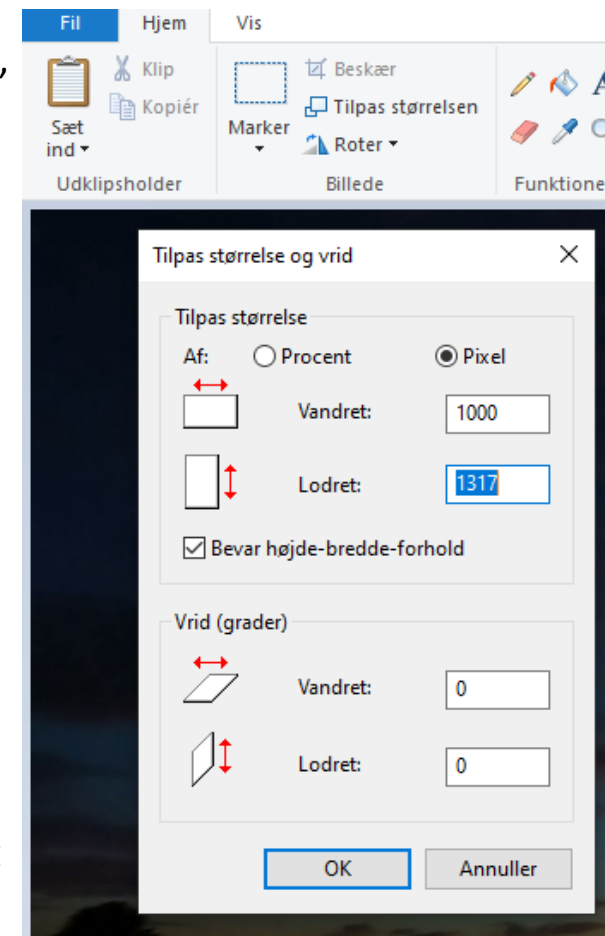 Fil Hjem Vis
Klip
Kopiér
Sæt
ind
Marker
Beskær
Tilpas størrelsen
Roter
Udklipsholder Billede
Tilpas størrelse og vrid
Tilpas størrelse
Af: Procent Pixel
Vandret: 1000
Lodret: 1317
Bevar højde-bredde-forhold
Vrid (grader)
Vandret: 0
Lodret: 0
OK Annuller